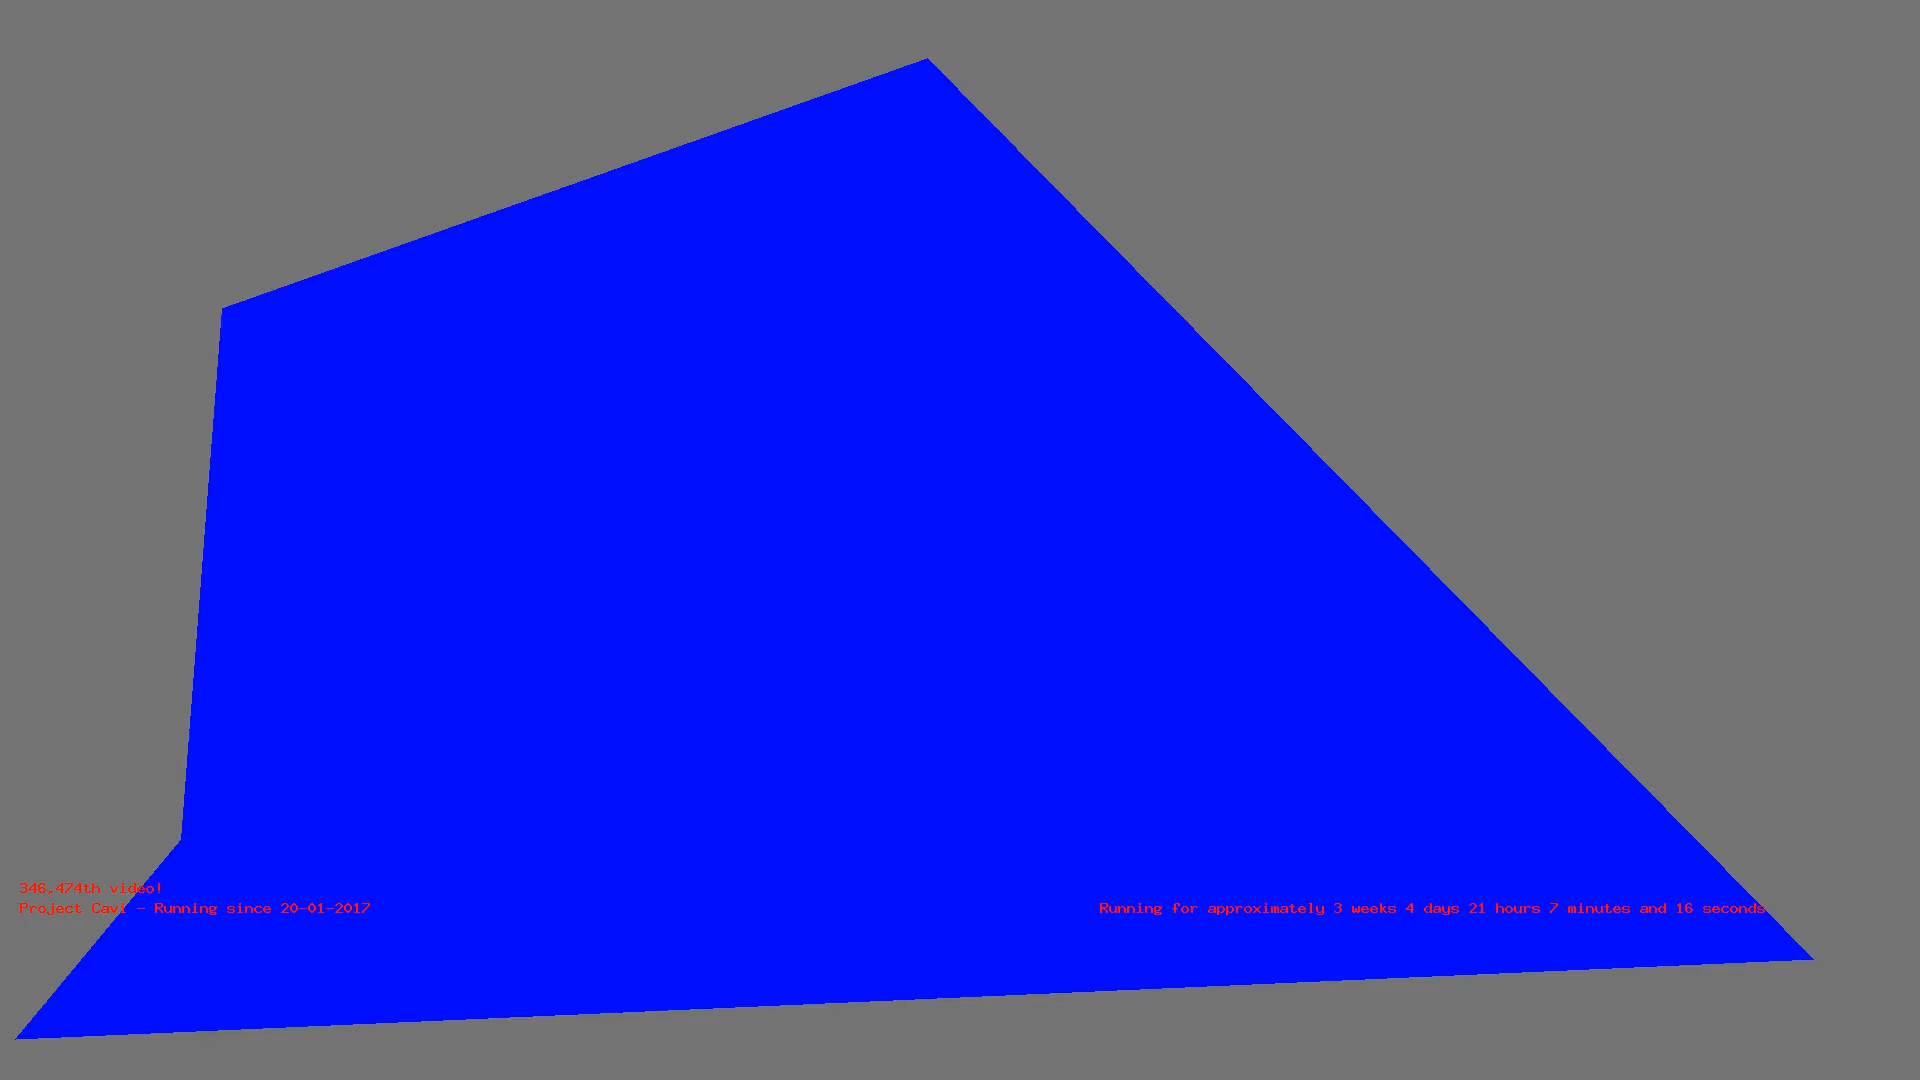 346,474th video!
Project Cavi - Running since 20-01-2017
Running for approximately 3 weeks 4 days 21 hours 7 minutes and 16 seconds